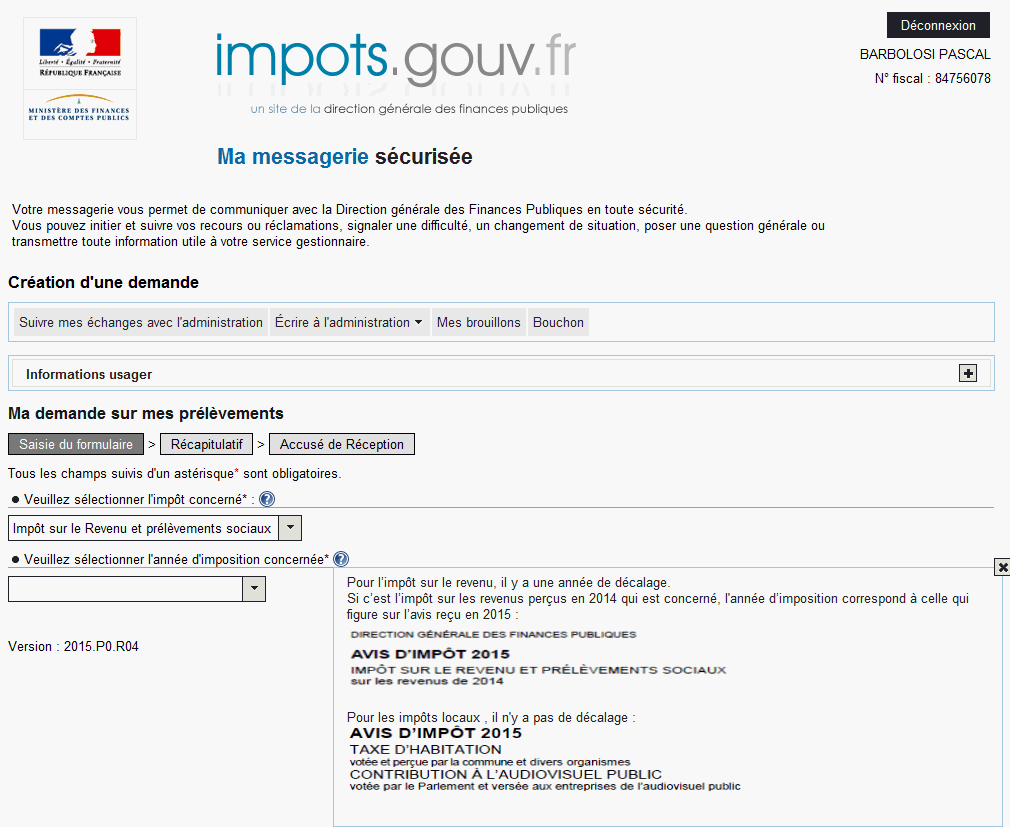 Liberté • Égalité • Fraternité
RÉPUBLIQUE FRANÇAISE
MINISTÈRE DES FINANCES
ET DES COMPTES PUBLICS
impots.gouv.fr
un site de la direction générale des finances publiques
Déconnexion
BARBOLOSI PASCAL
N° fiscal : 84756078
Ma messagerie sécurisée
Votre messagerie vous permet de communiquer avec la Direction générale des Finances Publiques en toute sécurité.
Vous pouvez initier et suivre vos recours ou réclamations, signaler une difficulté, un changement de situation, poser une question générale ou
transmettre toute information utile à votre service gestionnaire.
Création d'une demande
Suivre mes échanges avec l'administration Écrire à l'administration Mes brouillons Bouchon
Informations usager
Ma demande sur mes prélèvements
Saisie du formulaire > Récapitulatif > Accusé de Réception
Tous les champs suivis d'un astérisque* sont obligatoires.
• Veuillez sélectionner l'impôt concerné* : ?
Impôt sur le Revenu et prélèvements sociaux
• Veuillez sélectionner l'année d'imposition concernée* ?
Pour l’impôt sur le revenu, il y a une année de décalage.
Si c’est l’impôt sur les revenus perçus en 2014 qui est concerné, l'année d’imposition correspond à celle qui
figure sur l’avis reçu en 2015 :
DIRECTION GÉNÉRALE DES FINANCES PUBLIQUES
AVIS D’IMPÔT 2015
IMPÔT SUR LE REVENU ET PRÉLÈVEMENTS SOCIAUX
sur les revenus de 2014
Pour les impôts locaux , il n'y a pas de décalage :
AVIS D’IMPÔT 2015
TAXE D’HABITATION
votée et perçue par la commune et divers organismes
CONTRIBUTION À L’AUDIOVISUEL PUBLIC
votée par le Parlement et versée aux entreprises de l’audiovisuel public
Version : 2015.P0.R04